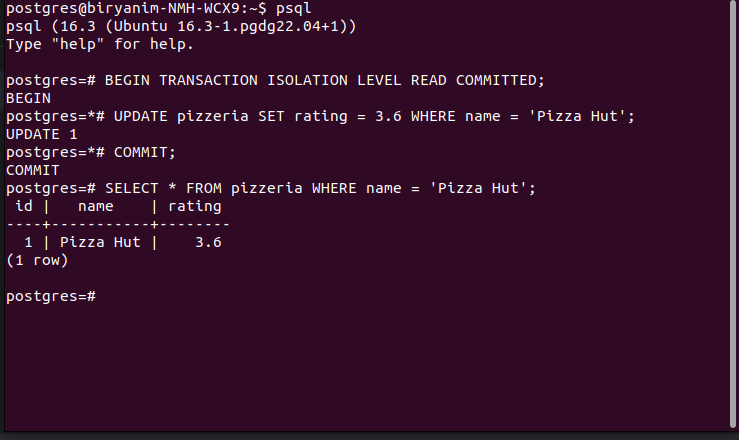 postgres@biryanim-NMH-WCX9:~$ psql
psql (16.3 (Ubuntu 16.3-1.pgdg22.04+1))
Type "help" for help.

postgres=# BEGIN TRANSACTION ISOLATION LEVEL READ COMMITTED;
BEGIN
postgres=*# UPDATE pizzeria SET rating = 3.6 WHERE name = 'Pizza Hut';
UPDATE 1
postgres=*# COMMIT;
COMMIT
postgres=# SELECT * FROM pizzeria WHERE name = 'Pizza Hut';
 id |   name    | rating
----+-----------+--------
  1 | Pizza Hut |    3.6
(1 row)

postgres=#